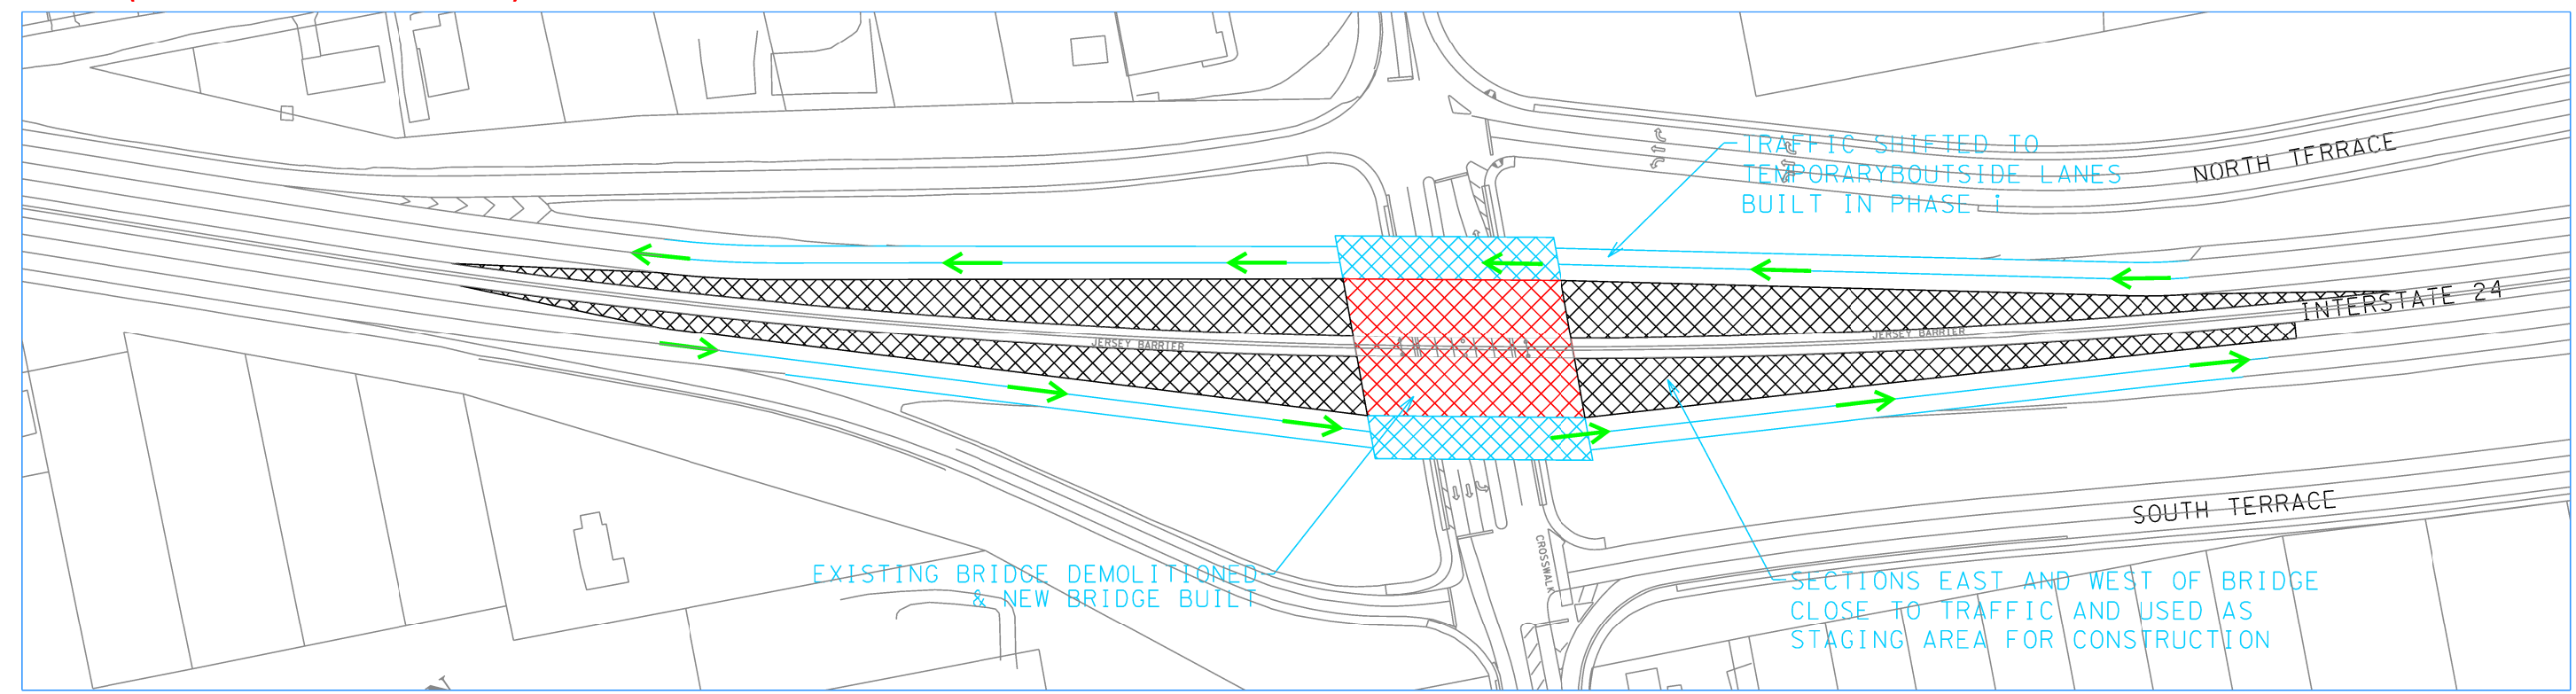 TRAFFIC SHIFTED TO
TEMPORARYBOUTSIDE LANES
BUILT IN PHASE i
NORTH TERRACE
INTERSTATE 24
JERSEY BARRIER
JERSEY BARRIER
SOUTH TERRACE
CROSSWALK
EXISTING BRIDGE DEMOLITIONED
& NEW BRIDGE BUILT
SECTIONS EAST AND WEST OF BRIDGE
CLOSE TO TRAFFIC AND USED AS
STAGING AREA FOR CONSTRUCTION